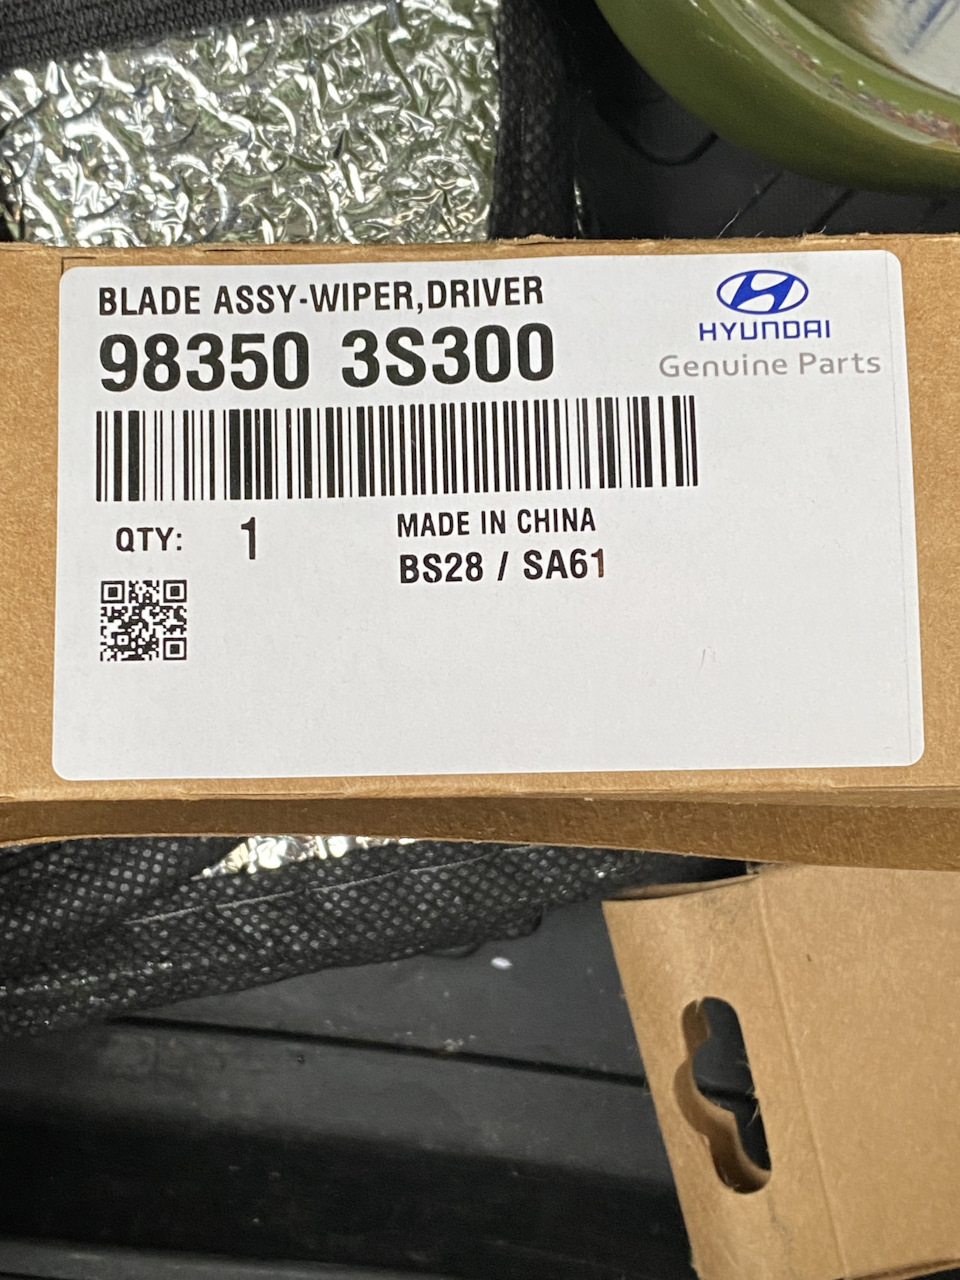 BLADE ASSY-WIPER,DRIVER
98350 3S300
HYUNDAI
Genuine Parts
QTY: 1
MADE IN CHINA
BS28 / SA61